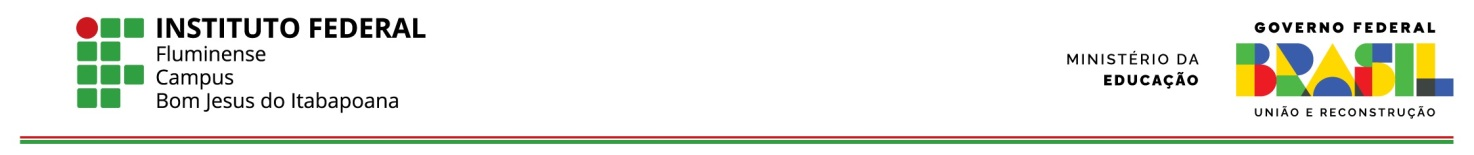 INSTITUTO FEDERAL
Fluminense
Campus
Bom Jesus do Itabapoana
MINISTÉRIO DA
EDUCAÇÃO
GOVERNO FEDERAL
BRASIL
UNIÃO E RECONSTRUÇÃO